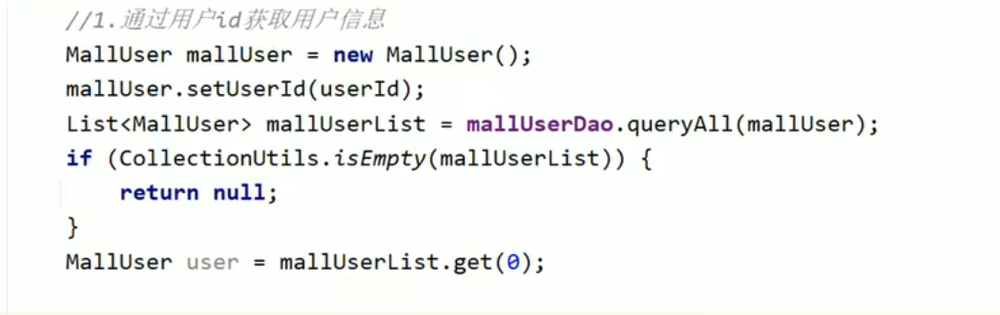 //1.通过用户id获取用户信息
MallUser mallUser = new MallUser();
mallUser.setUserId(userId);
List<MallUser> mallUserList = mallUserDao.queryAll(mallUser);
if (CollectionUtils.isEmpty(mallUserList)) {
    return null;
}
MallUser user = mallUserList.get(0);